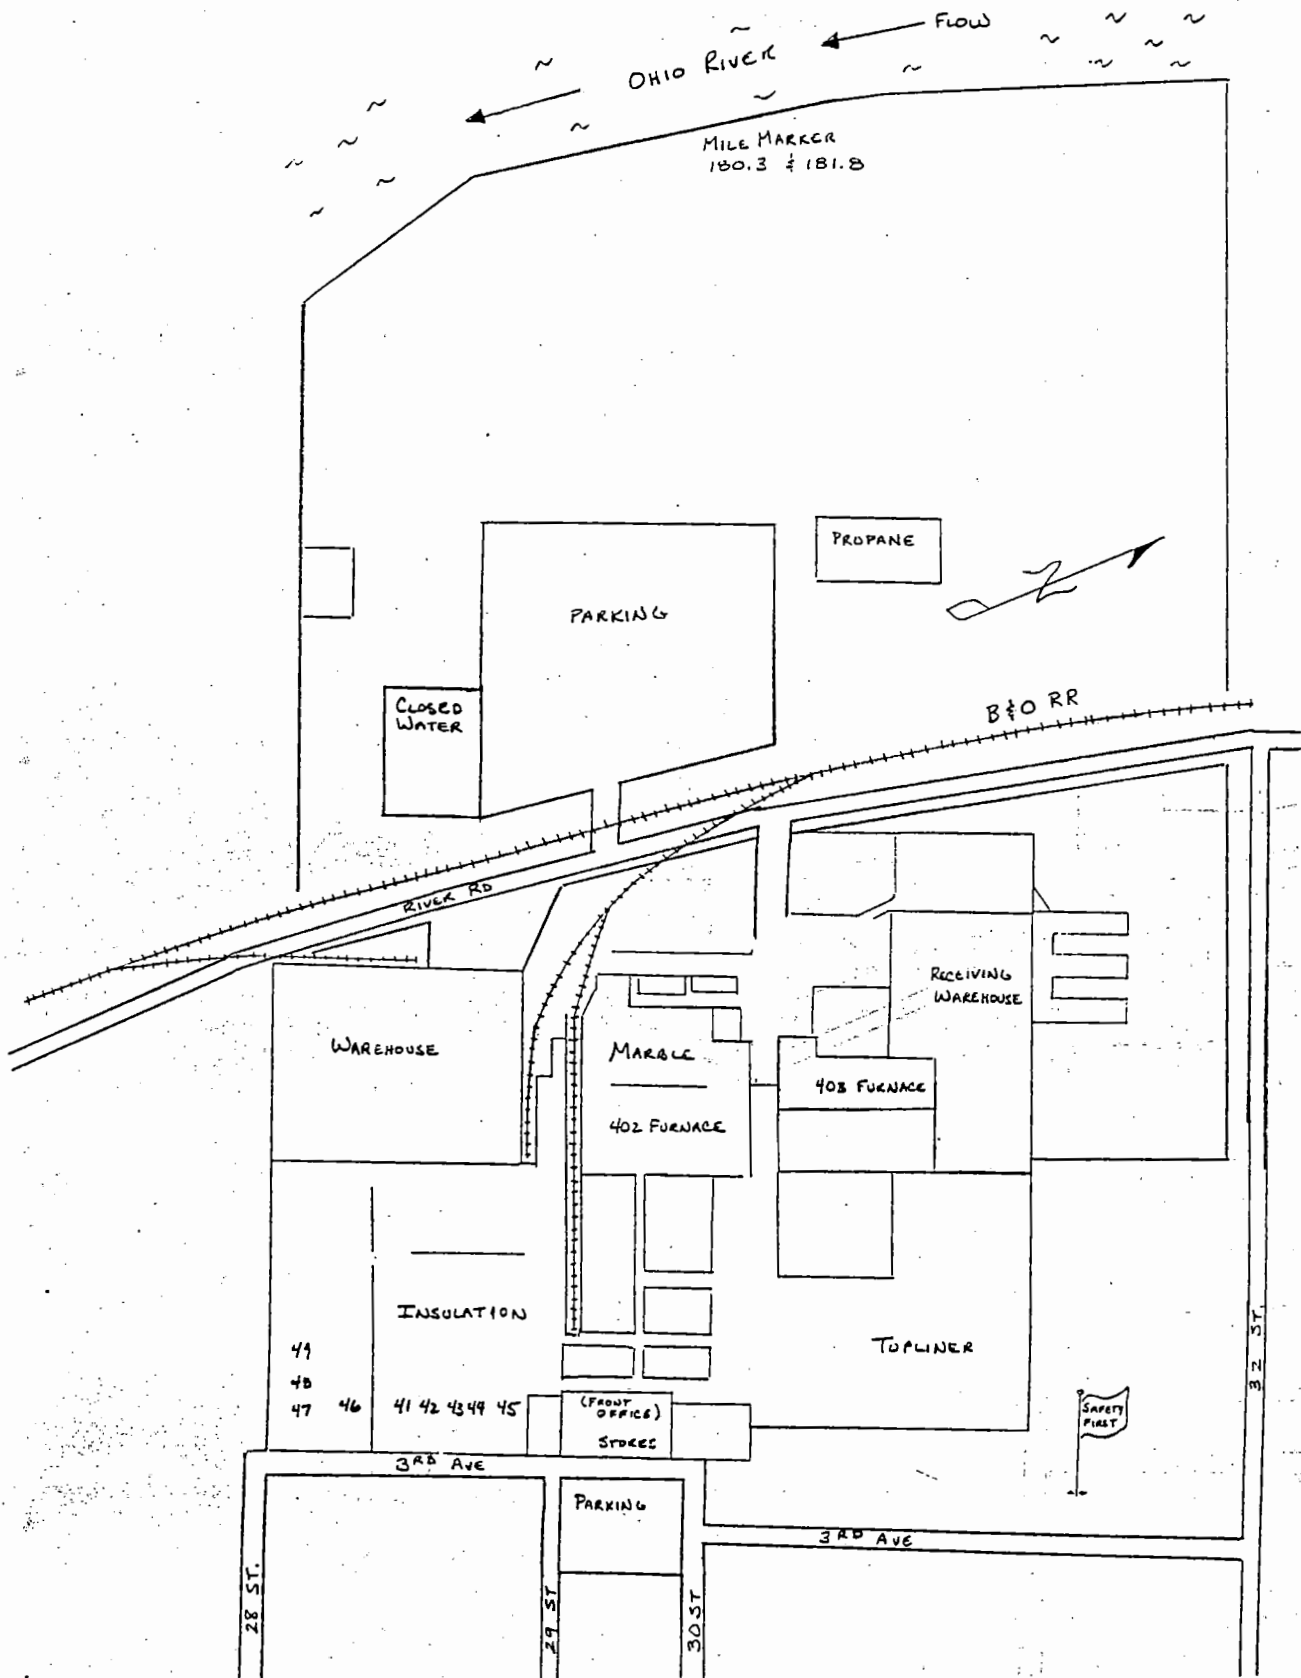 FLOW
OHIO RIVER
MILE MARKER
180.3 & 181.8
PROPANE
N
PARKING
CLOSED
WATER
B&O RR
RIVER RD
RECEIVING
WAREHOUSE
WAREHOUSE
MARBLE
403 FURNACE
402 FURNACE
INSULATION
TOPLINER
49
48
47 46 41 42 43 44 45
(FRONT
OFFICE)
STORES
SAFETY
FIRST
32 ST.
3RD AVE
PARKING
3RD AVE
28 ST.
29 ST
30 ST